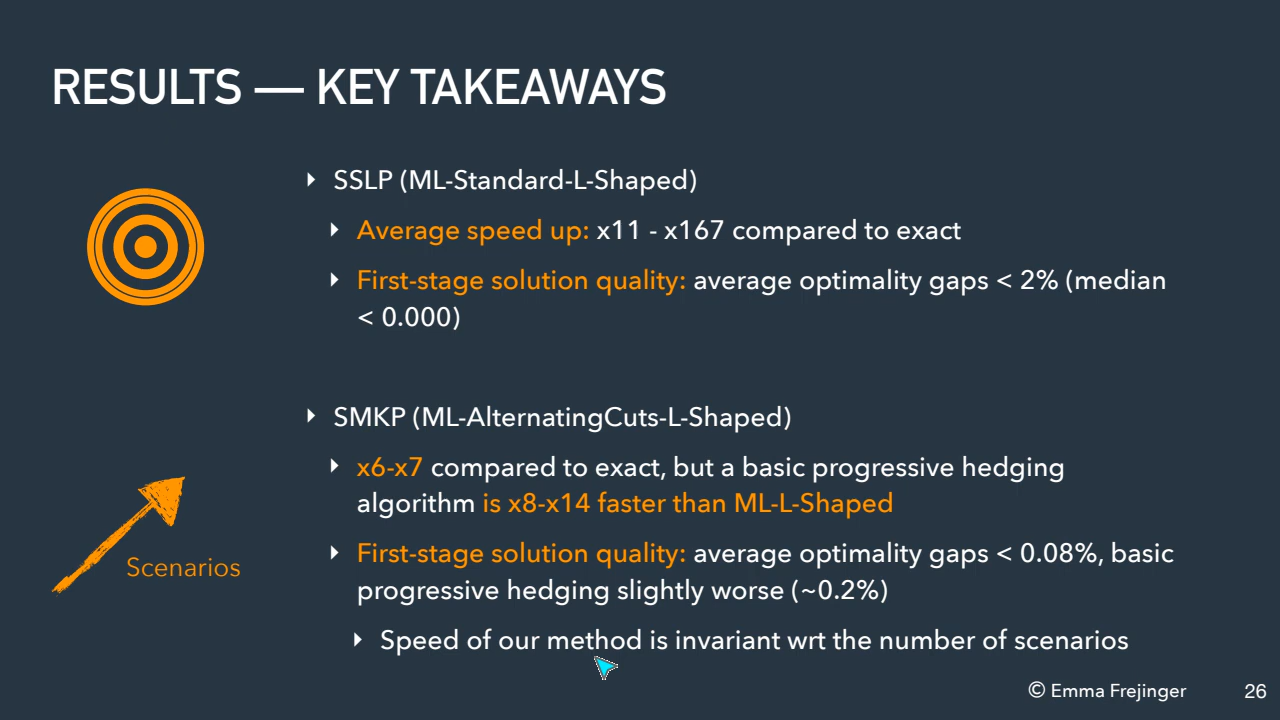 RESULTS — KEY TAKEAWAYS
SSLP (ML-Standard-L-Shaped)
Average speed up: x11 - x167 compared to exact
First-stage solution quality: average optimality gaps < 2% (median
< 0.000)
SMKP (ML-AlternatingCuts-L-Shaped)
x6-x7 compared to exact, but a basic progressive hedging
algorithm is x8-x14 faster than ML-L-Shaped
First-stage solution quality: average optimality gaps < 0.08%, basic
progressive hedging slightly worse (~0.2%)
Scenarios
Speed of our method is invariant wrt the number of scenarios
© Emma Frejinger
26